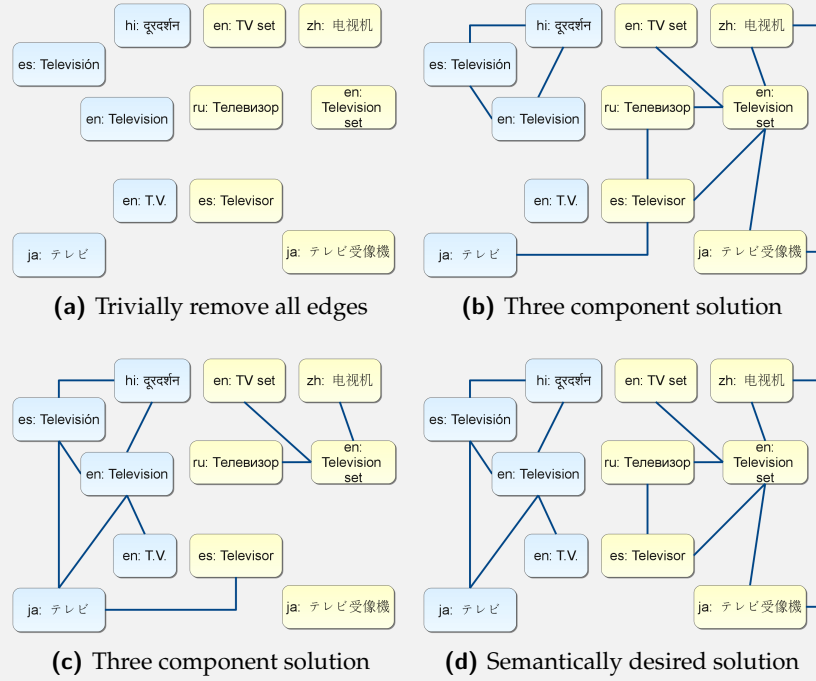 hi: दूरदर्शन
en: TV set
zh: 电视机
es: Televisión
en: Television
ru: Телевизор
en:
Television
set
en: T.V.
es: Televisor
ja: テレビ
ja: テレビ受像機
(a) Trivially remove all edges
hi: दूरदर्शन
en: TV set
zh: 电视机
es: Televisión
en: Television
ru: Телевизор
en:
Television
set
en: T.V.
es: Televisor
ja: テレビ
ja: テレビ受像機
(b) Three component solution
hi: दूरदर्शन
en: TV set
zh: 电视机
es: Televisión
en: Television
ru: Телевизор
en:
Television
set
en: T.V.
es: Televisor
ja: テレビ
ja: テレビ受像機
(c) Three component solution
hi: दूरदर्शन
en: TV set
zh: 电视机
es: Televisión
en: Television
ru: Телевизор
en:
Television
set
en: T.V.
es: Televisor
ja: テレビ
ja: テレビ受像機
(d) Semantically desired solution